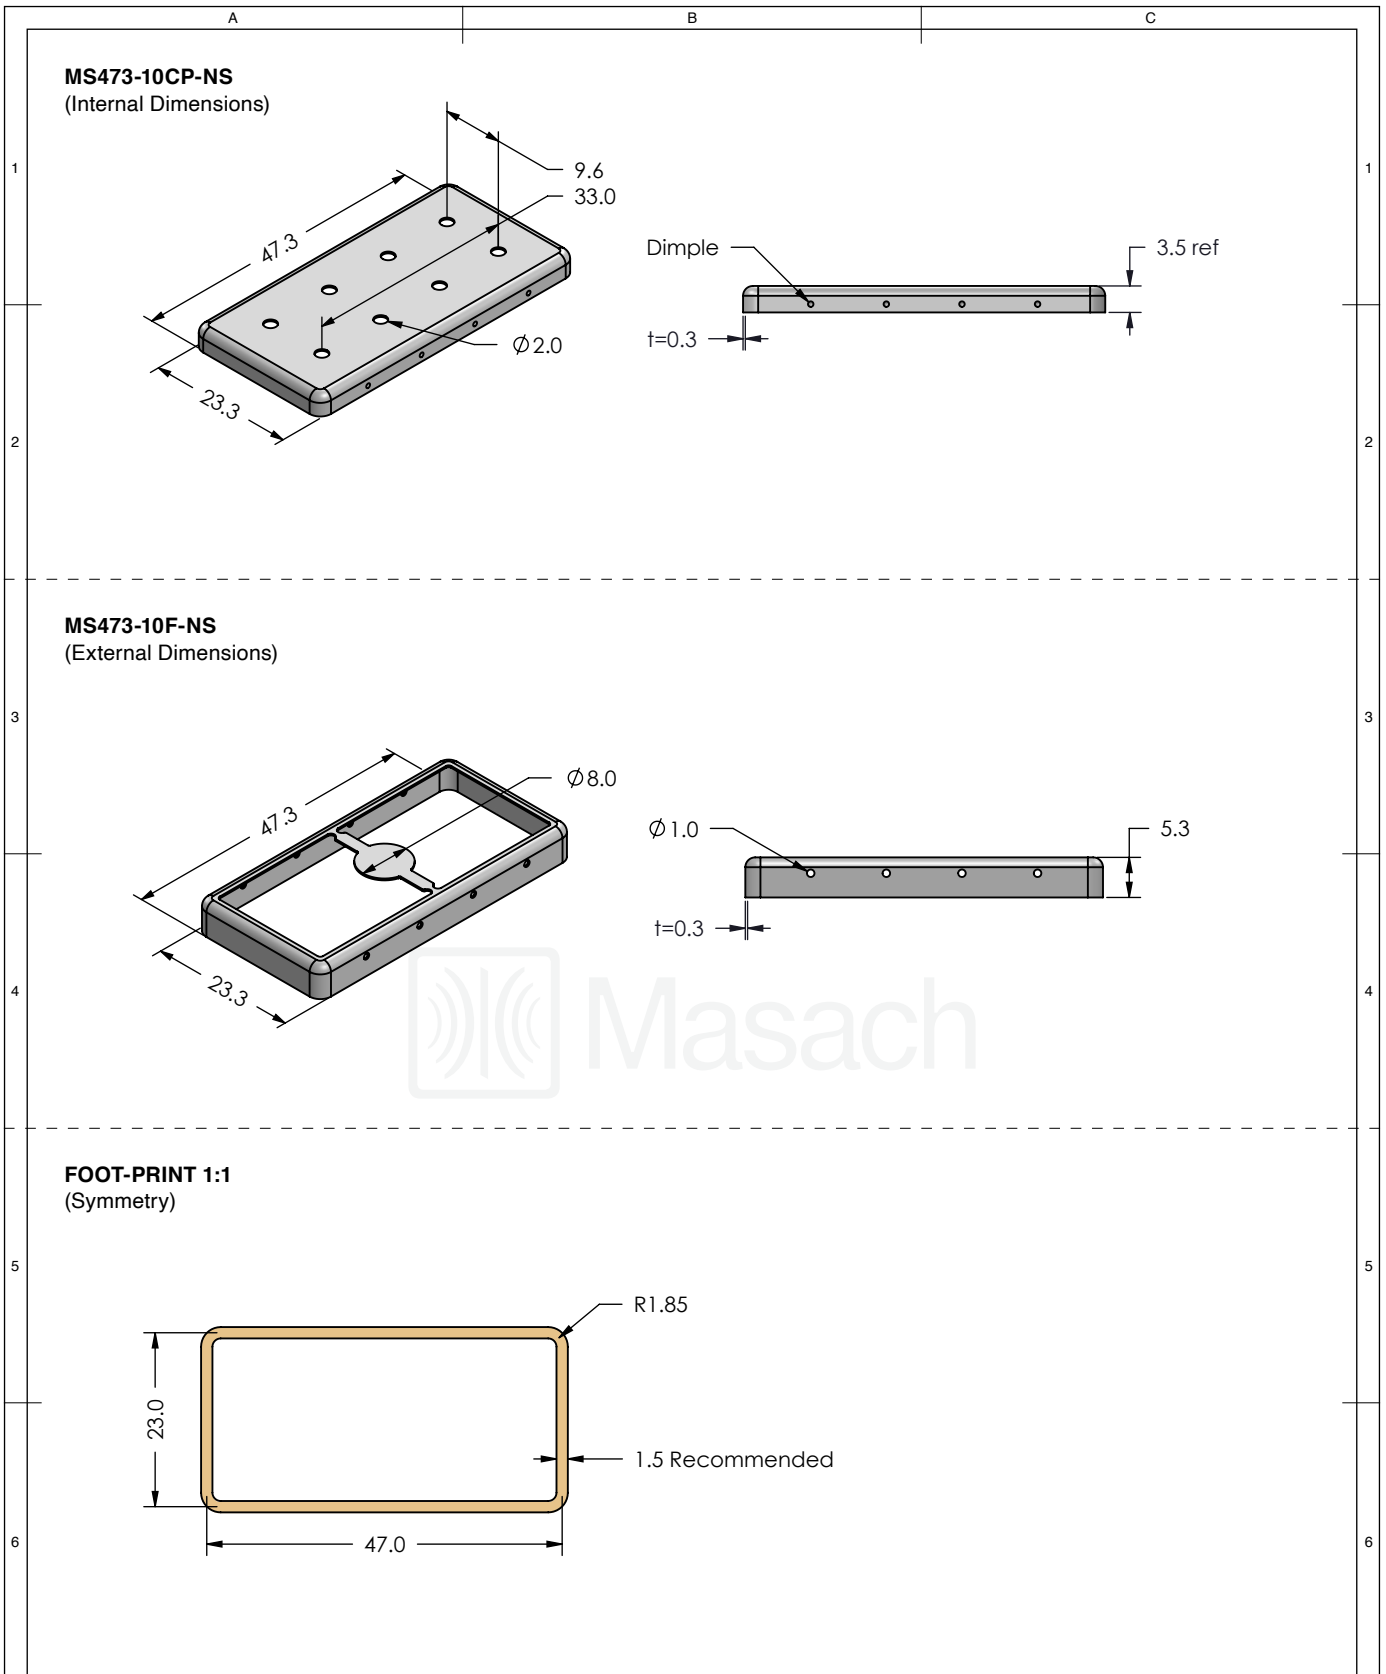 A
B
C
MS473-10CP-NS
(Internal Dimensions)
1
1
9.6
33.0
47.3
Dimple
3.5 ref
t=0.3
Ø2.0
23.3
2
2
MS473-10F-NS
(External Dimensions)
3
3
Ø8.0
47.3
Ø1.0
5.3
t=0.3
23.3
4
4
Masach
FOOT-PRINT 1:1
(Symmetry)
5
5
R1.85
23.0
1.5 Recommended
47.0
6
6